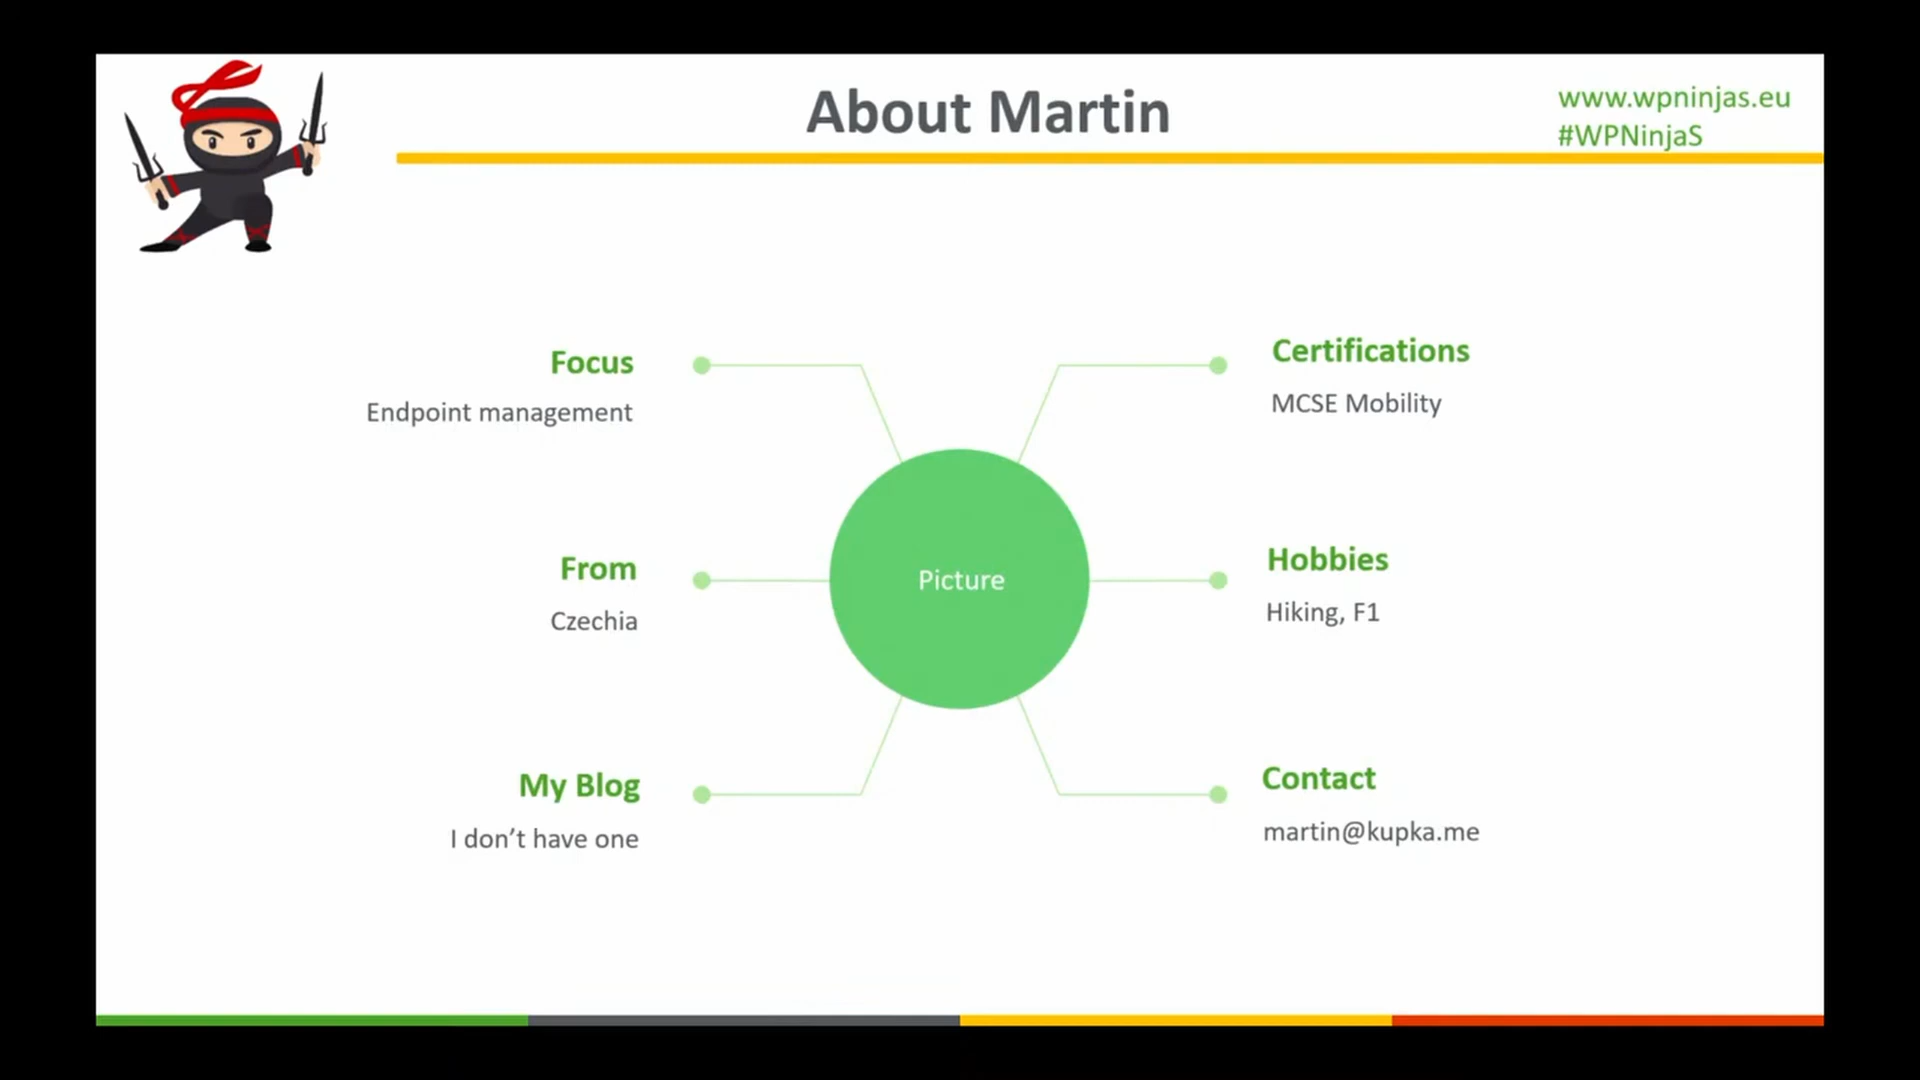 About Martin
www.wpninjas.eu
#WPNinjaS
Focus
Endpoint management
Certifications
MCSE Mobility
From
Czechia
Picture
Hobbies
Hiking, F1
My Blog
I don’t have one
Contact
martin@kupka.me